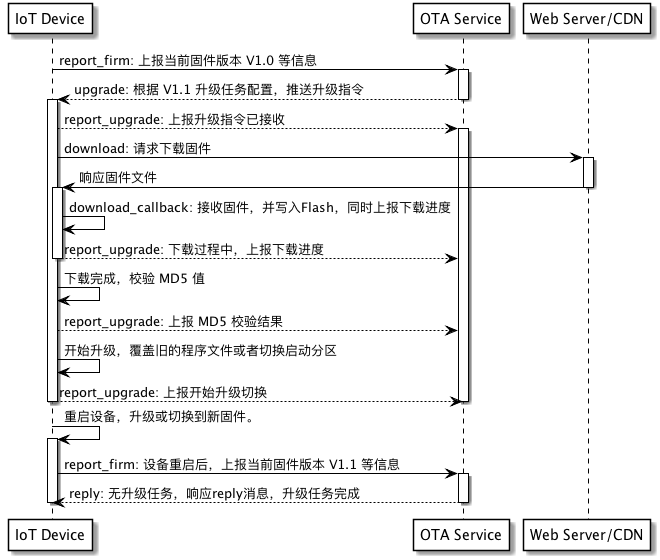 IoT Device
OTA Service
Web Server/CDN
report_firm: 上报当前固件版本 V1.0 等信息
upgrade: 根据 V1.1 升级任务配置，推送升级指令
report_upgrade: 上报升级指令已接收
download: 请求下载固件
响应固件文件
download_callback: 接收固件，并写入Flash，同时上报下载进度
report_upgrade: 下载过程中，上报下载进度
下载完成，校验 MD5 值
report_upgrade: 上报 MD5 校验结果
开始升级，覆盖旧的程序文件或者切换启动分区
report_upgrade: 上报开始升级切换
重启设备，升级或切换到新固件。
report_firm: 设备重启后，上报当前固件版本 V1.1 等信息
reply: 无升级任务，响应reply消息，升级任务完成
IoT Device
OTA Service
Web Server/CDN